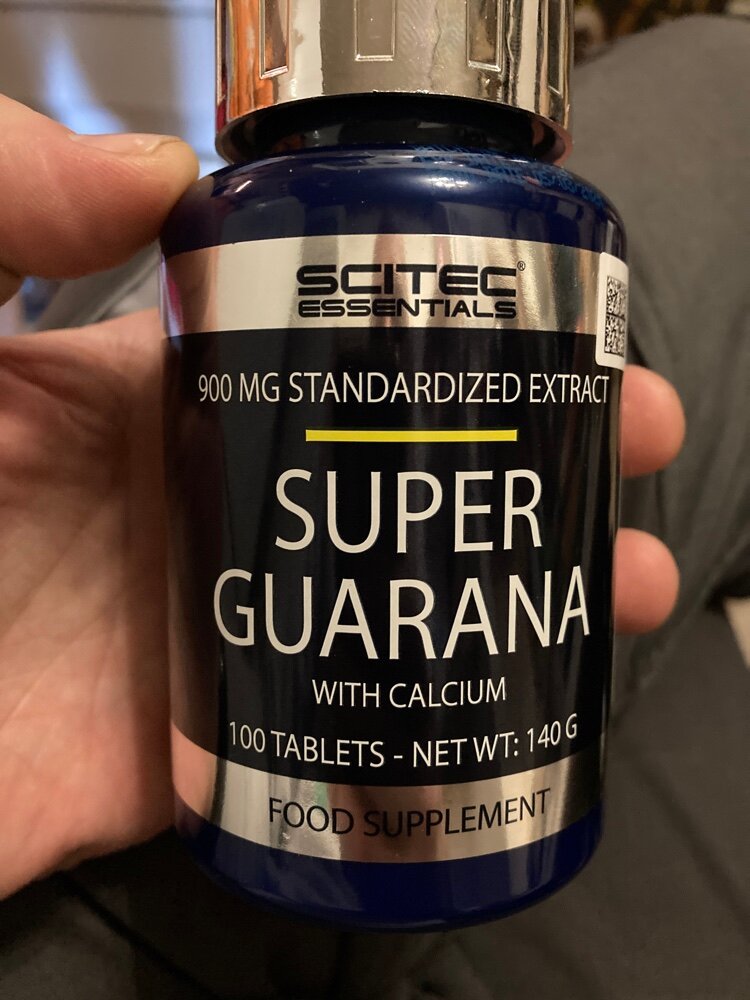 SCITEC®
ESSENTIALS
900 MG STANDARDIZED EXTRACT
SUPER
GUARANA
WITH CALCIUM
100 TABLETS - NET WT: 140 G
FOOD SUPPLEMENT